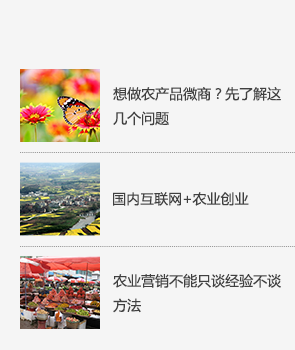 想做农产品微商？先了解这
几个问题
国内互联网+农业创业
农业营销不能只谈经验不谈
方法